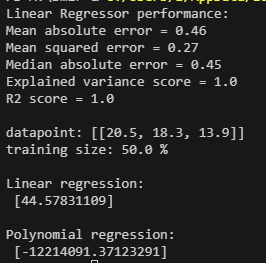 Linear Regressor performance:
Mean absolute error = 0.46
Mean squared error = 0.27
Median absolute error = 0.45
Explained variance score = 1.0
R2 score = 1.0
datapoint: [[20.5, 18.3, 13.9]]
training size: 50.0 %
Linear regression:
[44.57831109]
Polynomial regression:
[-12214091.37123291]